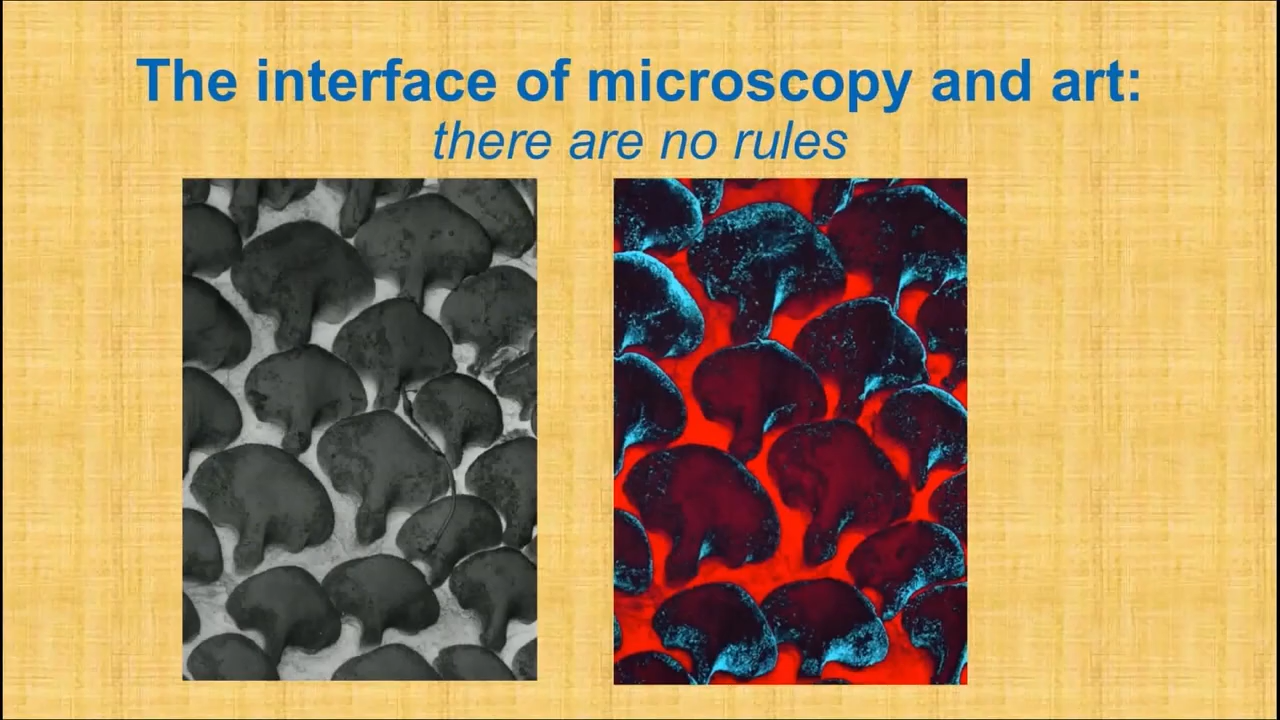 The interface of microscopy and art:
there are no rules